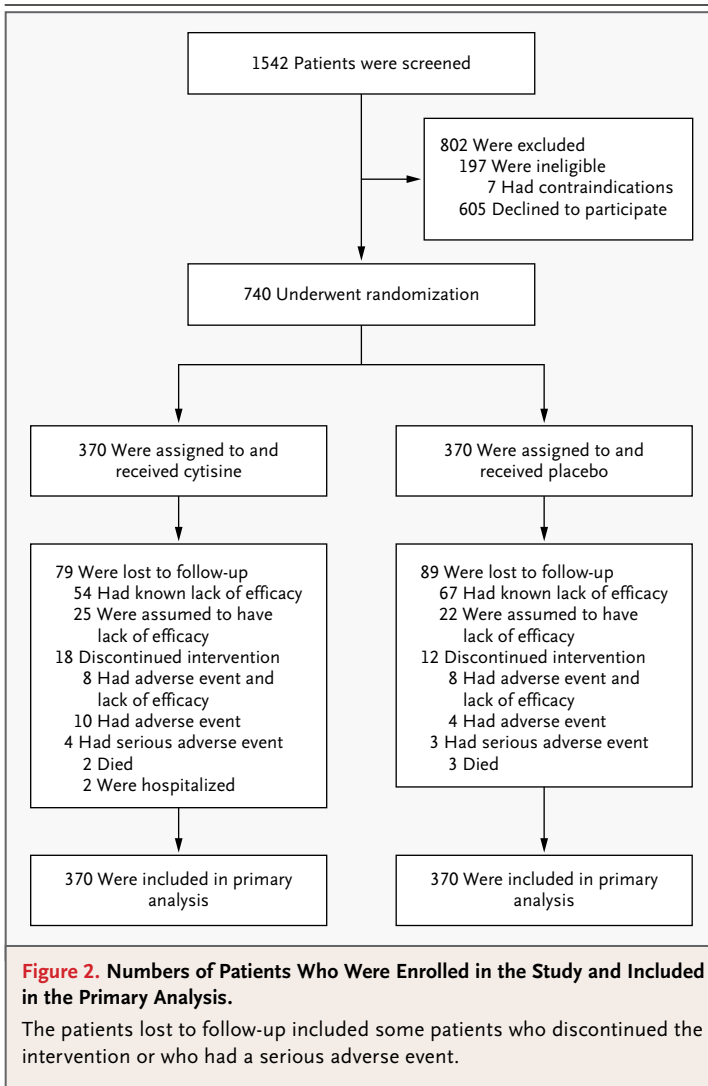 1542 Patients were screened
802 Were excluded
197 Were ineligible
7 Had contraindications
605 Declined to participate
740 Underwent randomization
370 Were assigned to and
received cytisine
370 Were assigned to and
received placebo
79 Were lost to follow-up
54 Had known lack of efficacy
25 Were assumed to have
lack of efficacy
18 Discontinued intervention
8 Had adverse event and
lack of efficacy
10 Had adverse event
4 Had serious adverse event
2 Died
2 Were hospitalized
89 Were lost to follow-up
67 Had known lack of efficacy
22 Were assumed to have
lack of efficacy
12 Discontinued intervention
8 Had adverse event and
lack of efficacy
4 Had adverse event
3 Had serious adverse event
3 Died
370 Were included in primary
analysis
370 Were included in primary
analysis
Figure 2. Numbers of Patients Who Were Enrolled in the Study and Included
in the Primary Analysis.
The patients lost to follow-up included some patients who discontinued the
intervention or who had a serious adverse event.